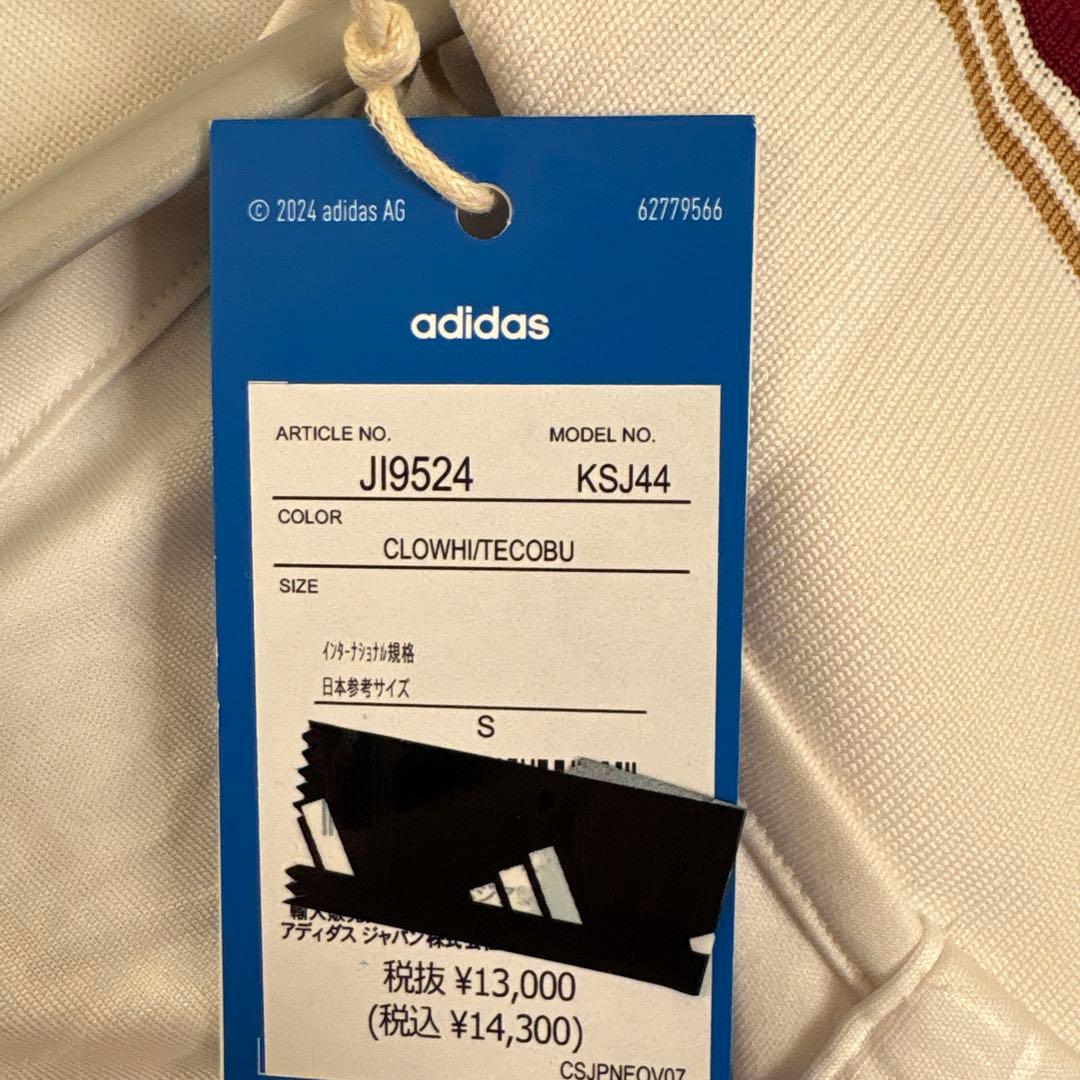 © 2024 adidas AG 62779566
adidas
ARTICLE NO. MODEL NO.
JI9524 KSJ44
COLOR
CLOWHI/TECOBU
SIZE
インターナショナル規格
日本参考サイズ
S
アディダス ジャパン株式会
税抜 ¥13,000
(税込 ¥14,300)
CSJPNEOV07